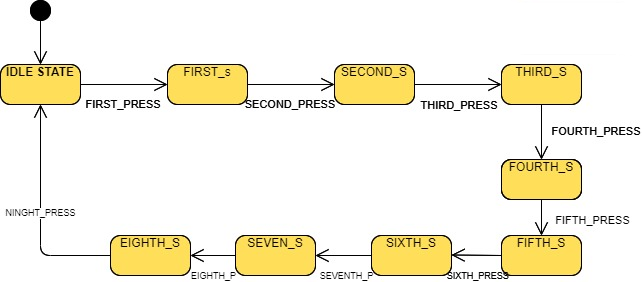 IDLE STATE
FIRST_s
SECOND_S
THIRD_S
FIRST_PRESS
SECOND_PRESS
THIRD_PRESS
FOURTH_PRESS
FOURTH_S
FIFTH_PRESS
NINGHT_PRESS
EIGHTH_S
SEVEN_S
SIXTH_S
FIFTH_S
EIGHTH_P
SEVENTH_P
SIXTH_PRESS